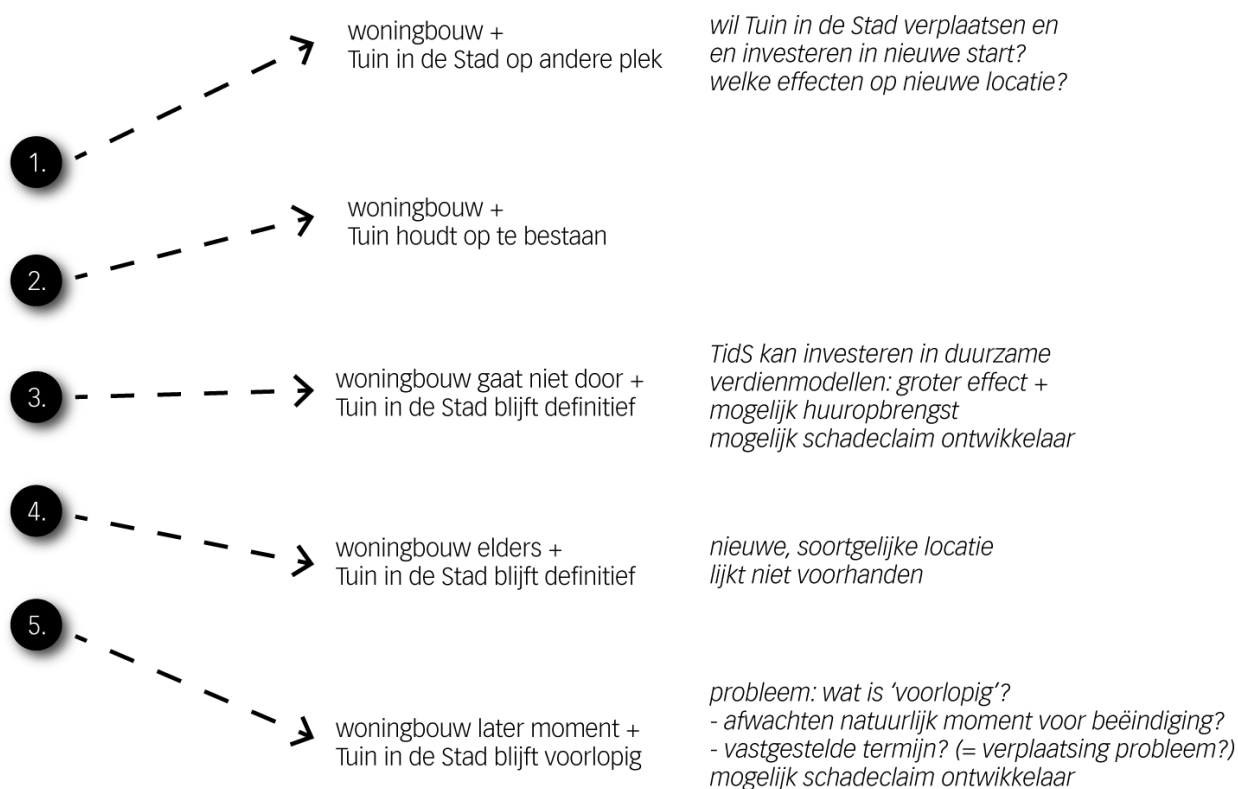 1.
woningbouw +
Tuin in de Stad op andere plek
wil Tuin in de Stad verplaatsen en
en investeren in nieuwe start?
welke effecten op nieuwe locatie?
2.
woningbouw +
Tuin houdt op te bestaan
3.
woningbouw gaat niet door +
Tuin in de Stad blijft definitief
TidS kan investeren in duurzame
verdienmodellen: groter effect +
mogelijk huuropbrengst
mogelijk schadeclaim ontwikkelaar
4.
woningbouw elders +
Tuin in de Stad blijft definitief
nieuwe, soortgelijke locatie
lijkt niet voorhanden
5.
woningbouw later moment +
Tuin in de Stad blijft voorlopig
probleem: wat is ‘voorlopig’?
- afwachten natuurlijk moment voor beëindiging?
- vastgestelde termijn? (= verplaatsing probleem?)
mogelijk schadeclaim ontwikkelaar